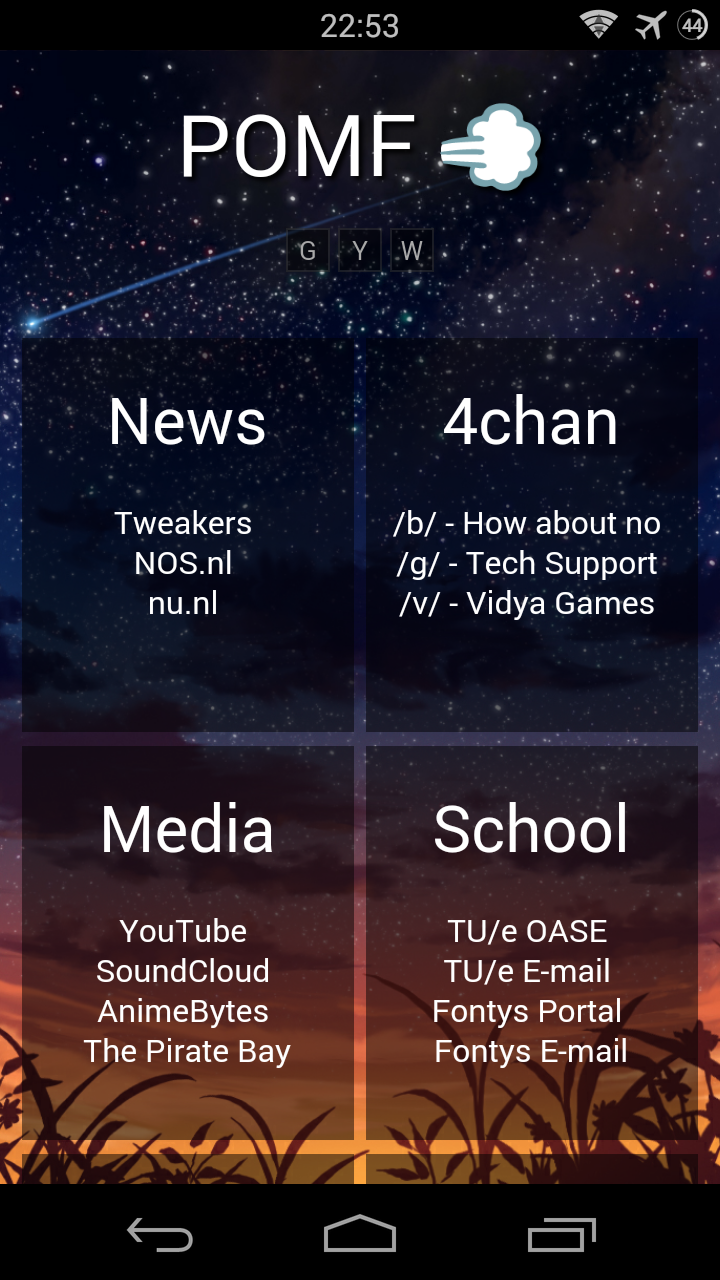 22:53
44
POMF
G Y W
News
Tweakers
NOS.nl
nu.nl
4chan
/b/ - How about no
/g/ - Tech Support
/v/ - Vidya Games
Media
YouTube
SoundCloud
AnimeBytes
The Pirate Bay
School
TU/e OASE
TU/e E-mail
Fontys Portal
Fontys E-mail